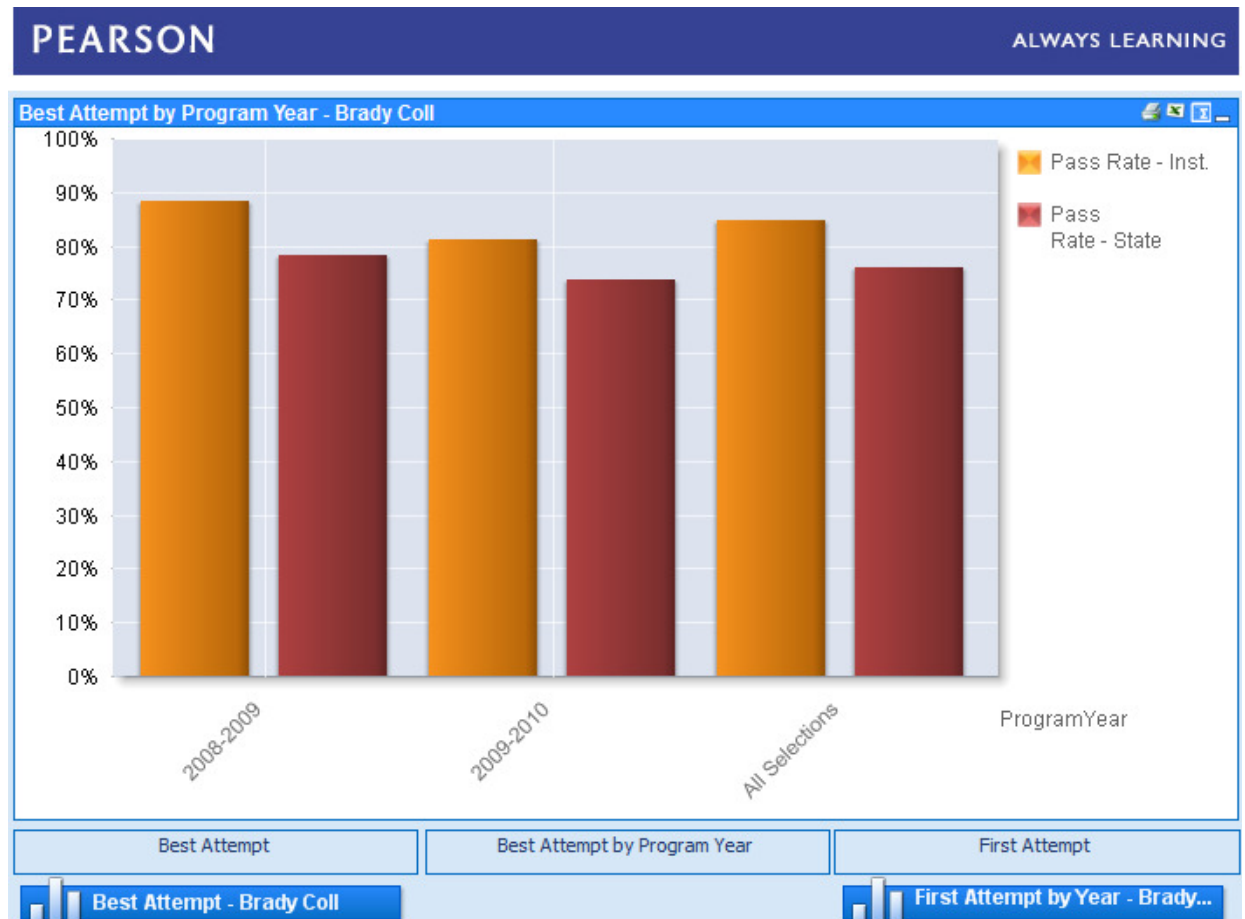 PEARSON
ALWAYS LEARNING
Best Attempt by Program Year - Brady Coll
100%
90%
80%
70%
60%
50%
40%
30%
20%
10%
0%
Pass Rate - Inst.
Pass
Rate - State
2008-2009
2009-2010
All Selections
ProgramYear
Best Attempt
Best Attempt by Program Year
First Attempt
Best Attempt - Brady Coll
First Attempt by Year - Brady...